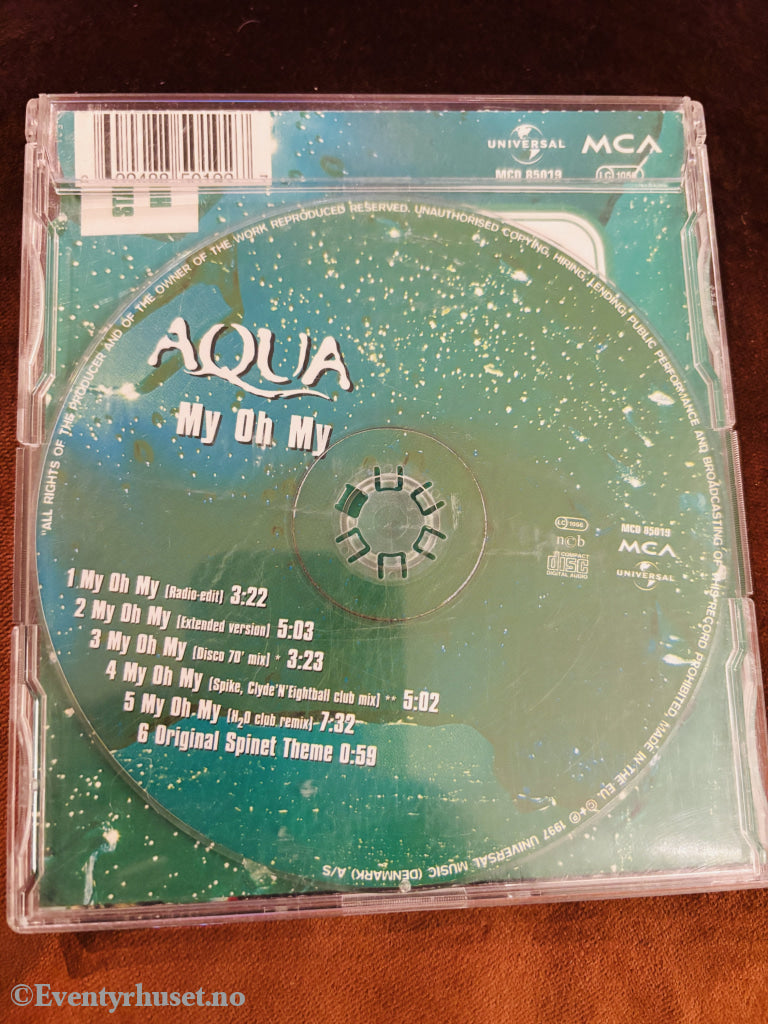 UNIVERSAL
MCA
MCD 85019
LC 1056
"ALL RIGHTS OF THE PRODUCER AND OF THE OWNER OF THE WORK REPRODUCED RESERVED. UNAUTHORISED COPYING, HIRING, LENDING, PUBLIC PERFORMANCE AND BROADCASTING OF THIS RECORD PROHIBITED. MADE IN THE EU.
℗ 1997 UNIVERSAL MUSIC (DENMARK) A/S
AQUA
My Oh My
LC 1056
ncb
COMPACT
disc
DIGITAL AUDIO
MCD 85019
MCA
UNIVERSAL
1 My Oh My (Radio-edit) 3:22
2 My Oh My (Extended version) 5:03
3 My Oh My (Disco 70' mix) * 3:23
4 My Oh My (Spike, Clyde'N'Eightball club mix) ** 5:02
5 My Oh My (H2O club remix) 7:32
6 Original Spinet Theme 0:59
©Eventyrhuset.no